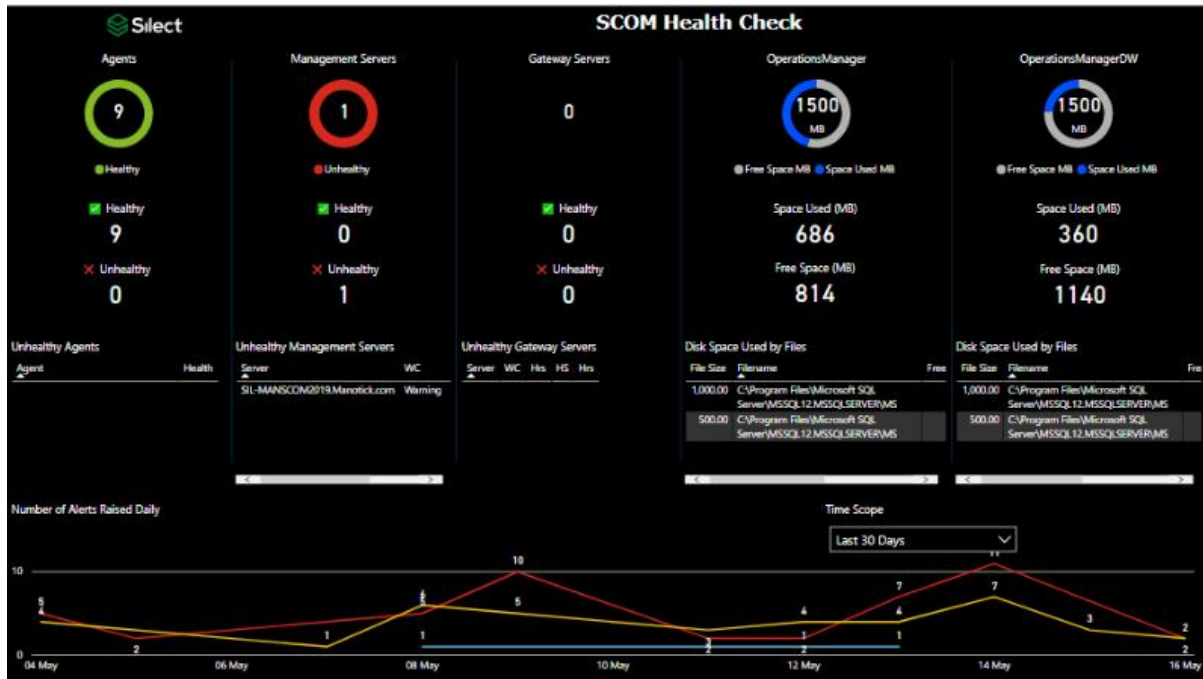 Silect
SCOM Health Check
Agents
9
Healthy
Healthy
9
Unhealthy
0
Unhealthy Agents
Agent Health
Management Servers
1
Unhealthy
Healthy
0
Unhealthy
1
Unhealthy Management Servers
Server WC
SIL-MANSCOM2019.Manotick.com Warning
Gateway Servers
0
Healthy
0
Unhealthy
0
Unhealthy Gateway Servers
Server WC Hrs HS Hrs
OperationsManager
1500
MB
Free Space MB Space Used MB
Space Used (MB)
686
Free Space (MB)
814
Disk Space Used by Files
File Size Filename Free
1,000.00 C:\Program Files\Microsoft SQL
Server\MSSQL12.MSSQLSERVER\MS
500.00 C:\Program Files\Microsoft SQL
Server\MSSQL12.MSSQLSERVER\MS
OperationsManagerDW
1500
MB
Free Space MB Space Used MB
Space Used (MB)
360
Free Space (MB)
1140
Disk Space Used by Files
File Size Filename Fre
1,000.00 C:\Program Files\Microsoft SQL
Server\MSSQL12.MSSQLSERVER\MS
500.00 C:\Program Files\Microsoft SQL
Server\MSSQL12.MSSQLSERVER\MS
Number of Alerts Raised Daily
Time Scope
Last 30 Days
10
0
5
4
2
1
6
5
1
10
5
3
2
4
1
2
7
4
1
11
7
3
2
2
04 May 06 May 08 May 10 May 12 May 14 May 16 May